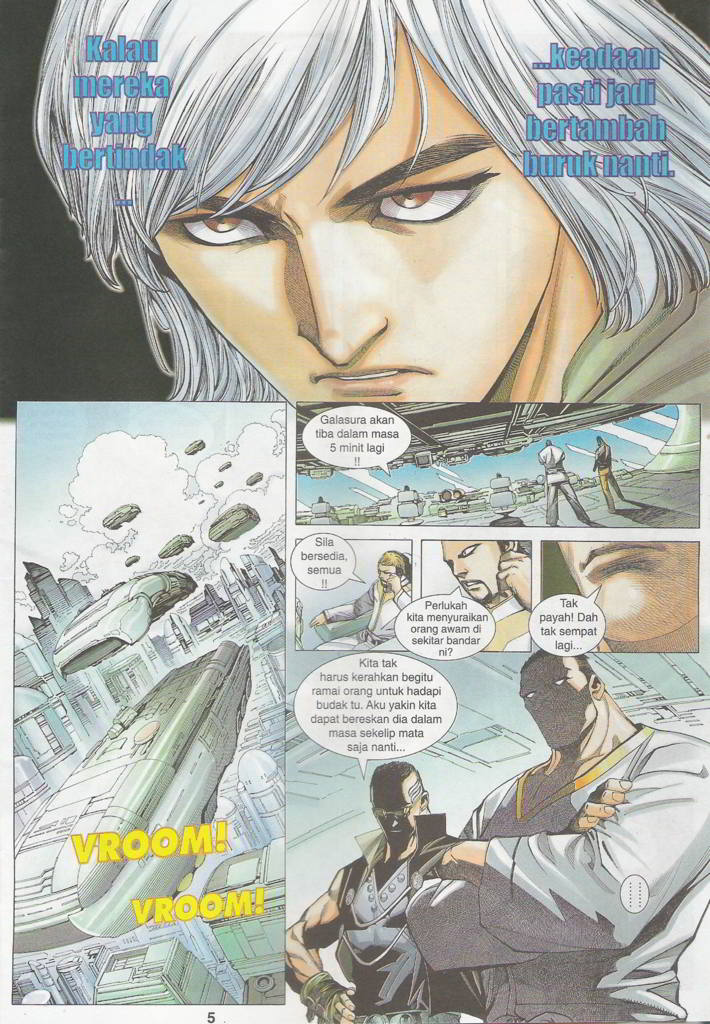 Kalau
mereka
yang
bertindak
...
...keadaan
pasti jadi
bertambah
buruk nanti.
Galasura akan
tiba dalam masa
5 minit lagi
!!
Sila
bersedia,
semua
!!
Perlukah
kita menyuraikan
orang awam di
sekitar bandar
ni?
Tak
payah! Dah
tak sempat
lagi...
Kita tak
harus kerahkan begitu
ramai orang untuk hadapi
budak tu. Aku yakin kita
dapat bereskan dia dalam
masa sekelip mata
saja nanti...
VROOM!
VROOM!
......
5